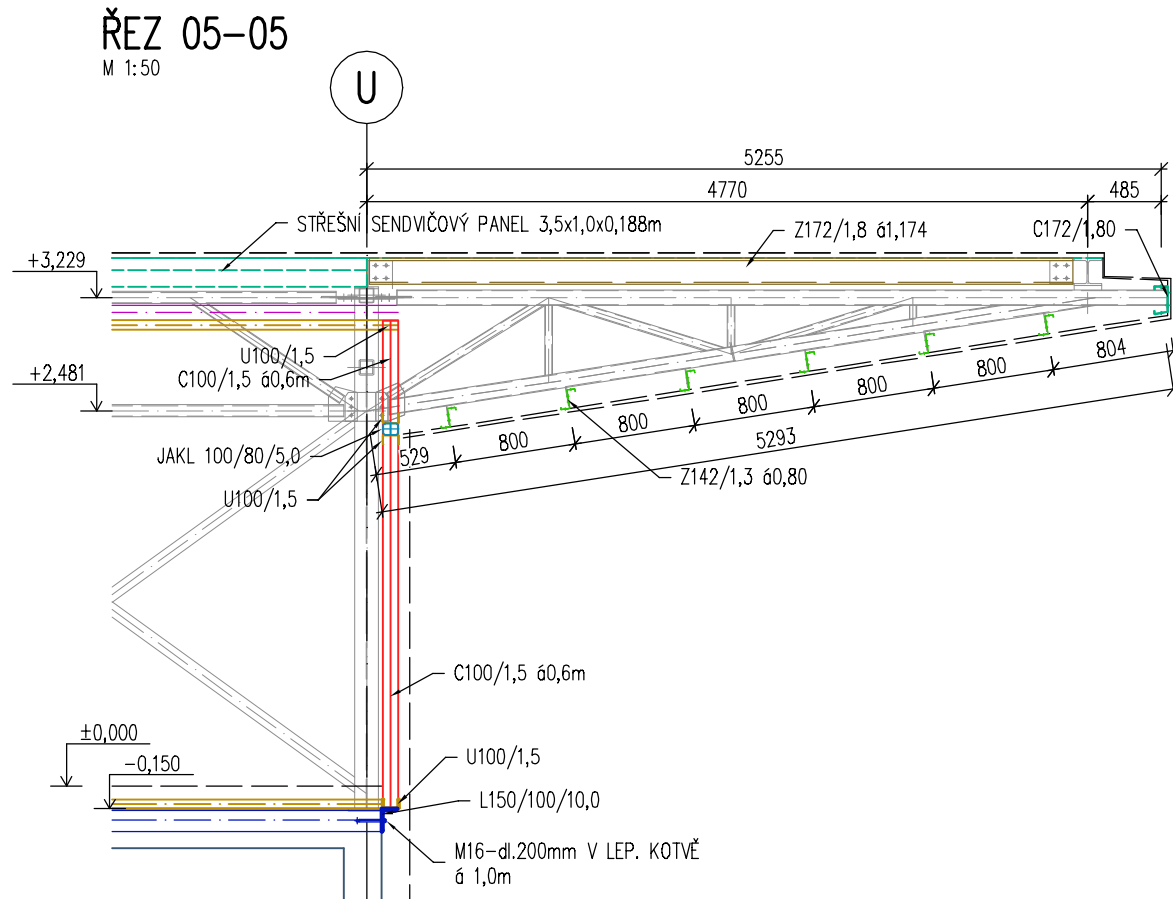 ŘEZ 05-05
M 1:50
U
5255
4770
485
STŘEŠNÍ SENDVIČOVÝ PANEL 3,5x1,0x0,188m
Z172/1,8 á1,174
C172/1,80
+3,229
U100/1,5
C100/1,5 á0,6m
+2,481
804
800
800
800
800
800
529
5293
JAKL 100/80/5,0
U100/1,5
Z142/1,3 á0,80
C100/1,5 á0,6m
±0,000
-0,150
U100/1,5
L150/100/10,0
M16-dl.200mm V LEP. KOTVĚ
á 1,0m